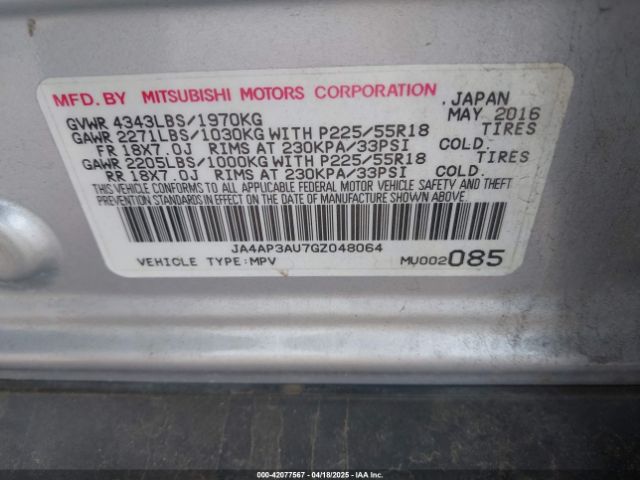 MFD.BY MITSUBISHI MOTORS CORPORATION JAPAN
GVWR 4343LBS/1970KG MAY 2016
GAWR 2271LBS/1030KG WITH P225/55R18 TIRES
FR 18X7.0J RIMS AT 230KPA/33PSI COLD.
GAWR 2205LBS/1000KG WITH P225/55R18 TIRES
RR 18X7.0J RIMS AT 230KPA/33PSI COLD.
THIS VEHICLE CONFORMS TO ALL APPLICABLE FEDERAL MOTOR VEHICLE SAFETY AND THEFT
PREVENTION STANDARDS IN EFFECT ON THE DATE OF MANUFACTURE SHOWN ABOVE.
JA4AP3AU7GZ048064
VEHICLE TYPE:MPV MU002085
000-42077567 - 04/18/2025 - IAA Inc.